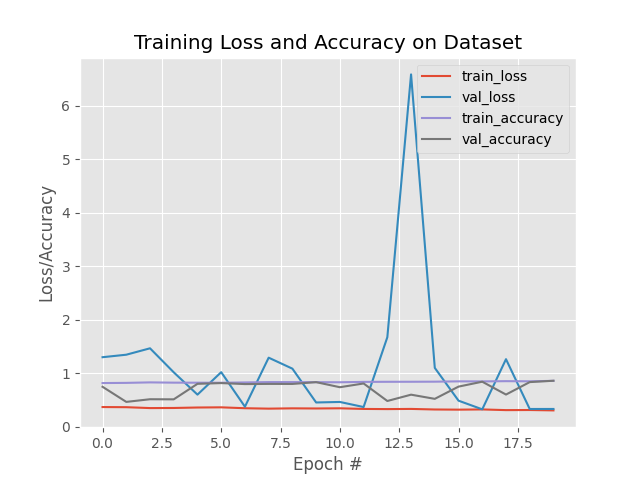 Training Loss and Accuracy on Dataset
train_loss
val_loss
train_accuracy
val_accuracy
Loss/Accuracy
6
5
4
3
2
1
0
0.0 2.5 5.0 7.5 10.0 12.5 15.0 17.5
Epoch #